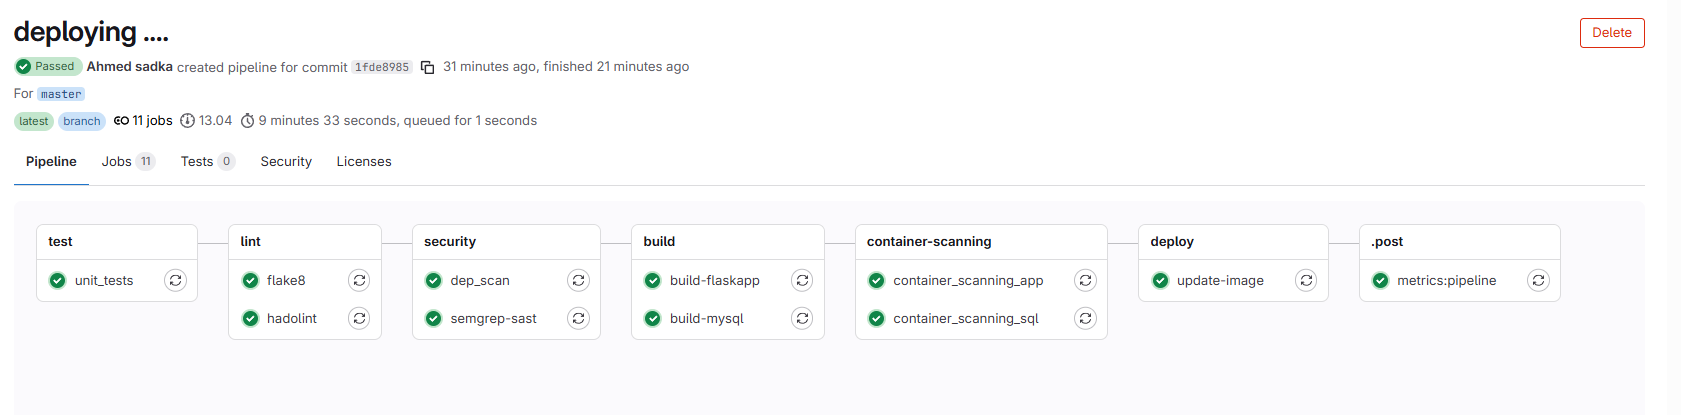 deploying ....
Delete
Passed Ahmed sadka created pipeline for commit 1fde8985 31 minutes ago, finished 21 minutes ago
For master
latest branch 11 jobs 13.04 9 minutes 33 seconds, queued for 1 seconds
Pipeline Jobs 11 Tests 0 Security Licenses
test
unit_tests
lint
flake8
hadolint
security
dep_scan
semgrep-sast
build
build-flaskapp
build-mysql
container-scanning
container_scanning_app
container_scanning_sql
deploy
update-image
.post
metrics:pipeline